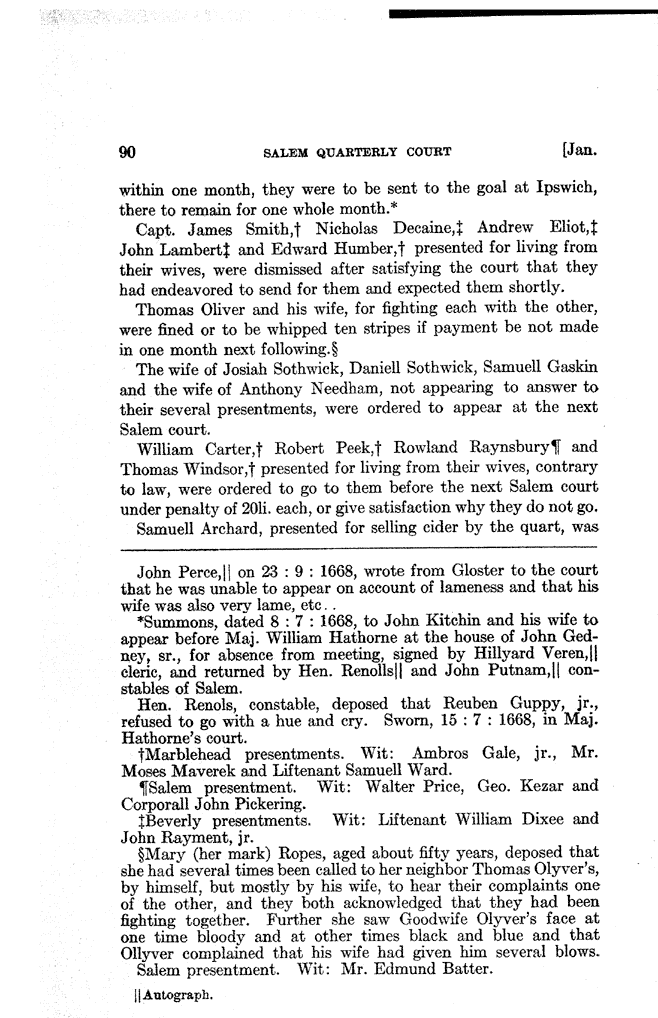 90 SALEM QUARTERLY COURT [Jan.
within one month, they were to be sent to the goal at Ipswich,
there to remain for one whole month.*
Capt. James Smith,† Nicholas Decaine,‡ Andrew Eliot,‡
John Lambert‡ and Edward Humber,† presented for living from
their wives, were dismissed after satisfying the court that they
had endeavored to send for them and expected them shortly.
Thomas Oliver and his wife, for fighting each with the other,
were fined or to be whipped ten stripes if payment be not made
in one month next following.§
The wife of Josiah Sothwick, Daniell Sothwick, Samuell Gaskin
and the wife of Anthony Needham, not appearing to answer to
their several presentments, were ordered to appear at the next
Salem court.
William Carter,† Robert Peek,† Rowland Raynsbury¶ and
Thomas Windsor,† presented for living from their wives, contrary
to law, were ordered to go to them before the next Salem court
under penalty of 20li. each, or give satisfaction why they do not go.
Samuell Archard, presented for selling cider by the quart, was
John Perce,|| on 23 : 9 : 1668, wrote from Gloster to the court
that he was unable to appear on account of lameness and that his
wife was also very lame, etc..
*Summons, dated 8 : 7 : 1668, to John Kitchin and his wife to
appear before Maj. William Hathorne at the house of John Ged-
ney, sr., for absence from meeting, signed by Hillyard Veren,||
cleric, and returned by Hen. Renolls|| and John Putnam,|| con-
stables of Salem.
Hen. Renols, constable, deposed that Reuben Guppy, jr.,
refused to go with a hue and cry. Sworn, 15 : 7 : 1668, in Maj.
Hathorne's court.
†Marblehead presentments. Wit: Ambros Gale, jr., Mr.
Moses Maverek and Liftenant Samuell Ward.
¶Salem presentment. Wit: Walter Price, Geo. Kezar and
Corporall John Pickering.
‡Beverly presentments. Wit: Liftenant William Dixee and
John Rayment, jr.
§Mary (her mark) Ropes, aged about fifty years, deposed that
she had several times been called to her neighbor Thomas Olyver's,
by himself, but mostly by his wife, to hear their complaints one
of the other, and they both acknowledged that they had been
fighting together. Further she saw Goodwife Olyver's face at
one time bloody and at other times black and blue and that
Ollyver complained that his wife had given him several blows.
Salem presentment. Wit: Mr. Edmund Batter.
||Autograph.